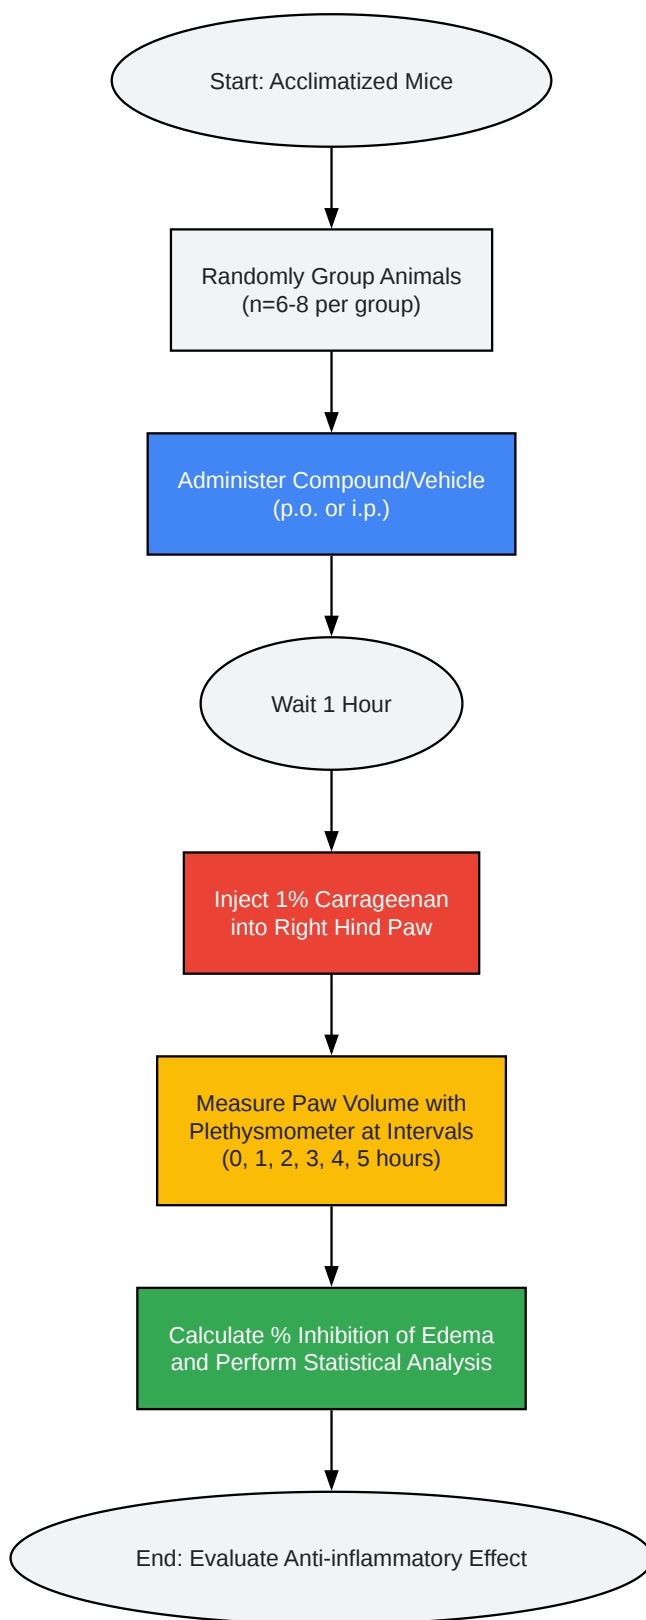 Start: Acclimatized Mice
Randomly Group Animals
(n=6-8 per group)
Administer Compound/Vehicle
(p.o. or i.p.)
Wait 1 Hour
Inject 1% Carrageenan
into Right Hind Paw
Measure Paw Volume with
Plethysmometer at Intervals
(0, 1, 2, 3, 4, 5 hours)
Calculate % Inhibition of Edema
and Perform Statistical Analysis
End: Evaluate Anti-inflammatory Effect